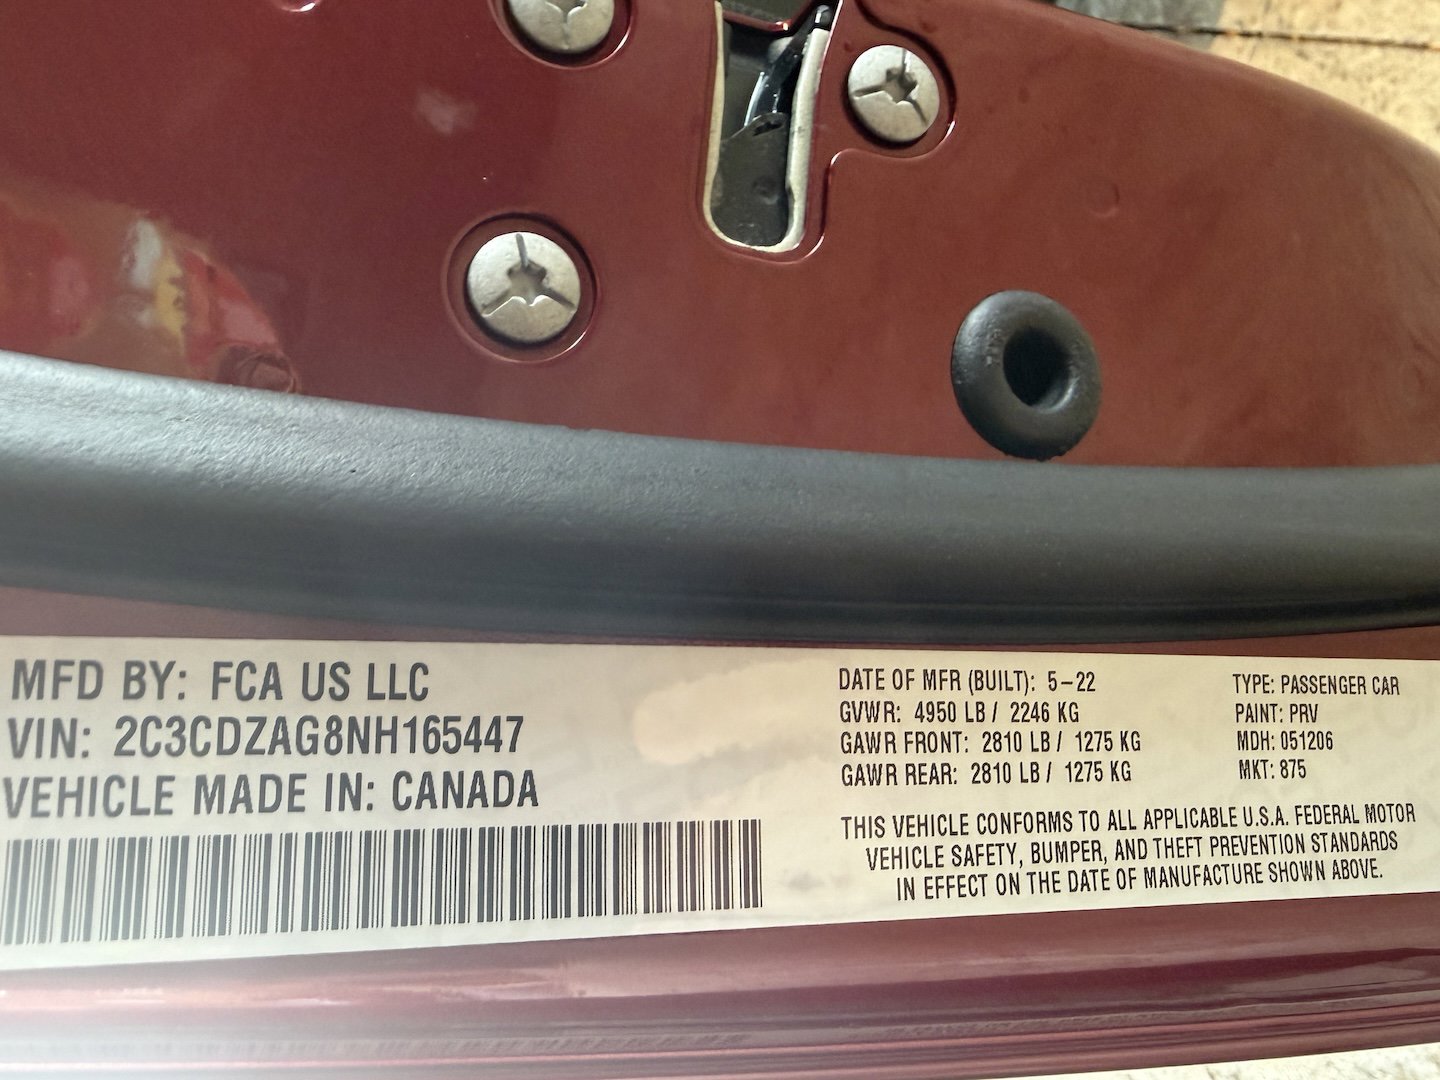 MFD BY: FCA US LLC
VIN: 2C3CDZAG8NH165447
VEHICLE MADE IN: CANADA
DATE OF MFR (BUILT): 5-22
GVWR: 4950 LB / 2246 KG
GAWR FRONT: 2810 LB / 1275 KG
GAWR REAR: 2810 LB / 1275 KG
TYPE: PASSENGER CAR
PAINT: PRV
MDH: 051206
MKT: 875
THIS VEHICLE CONFORMS TO ALL APPLICABLE U.S.A. FEDERAL MOTOR
VEHICLE SAFETY, BUMPER, AND THEFT PREVENTION STANDARDS
IN EFFECT ON THE DATE OF MANUFACTURE SHOWN ABOVE.